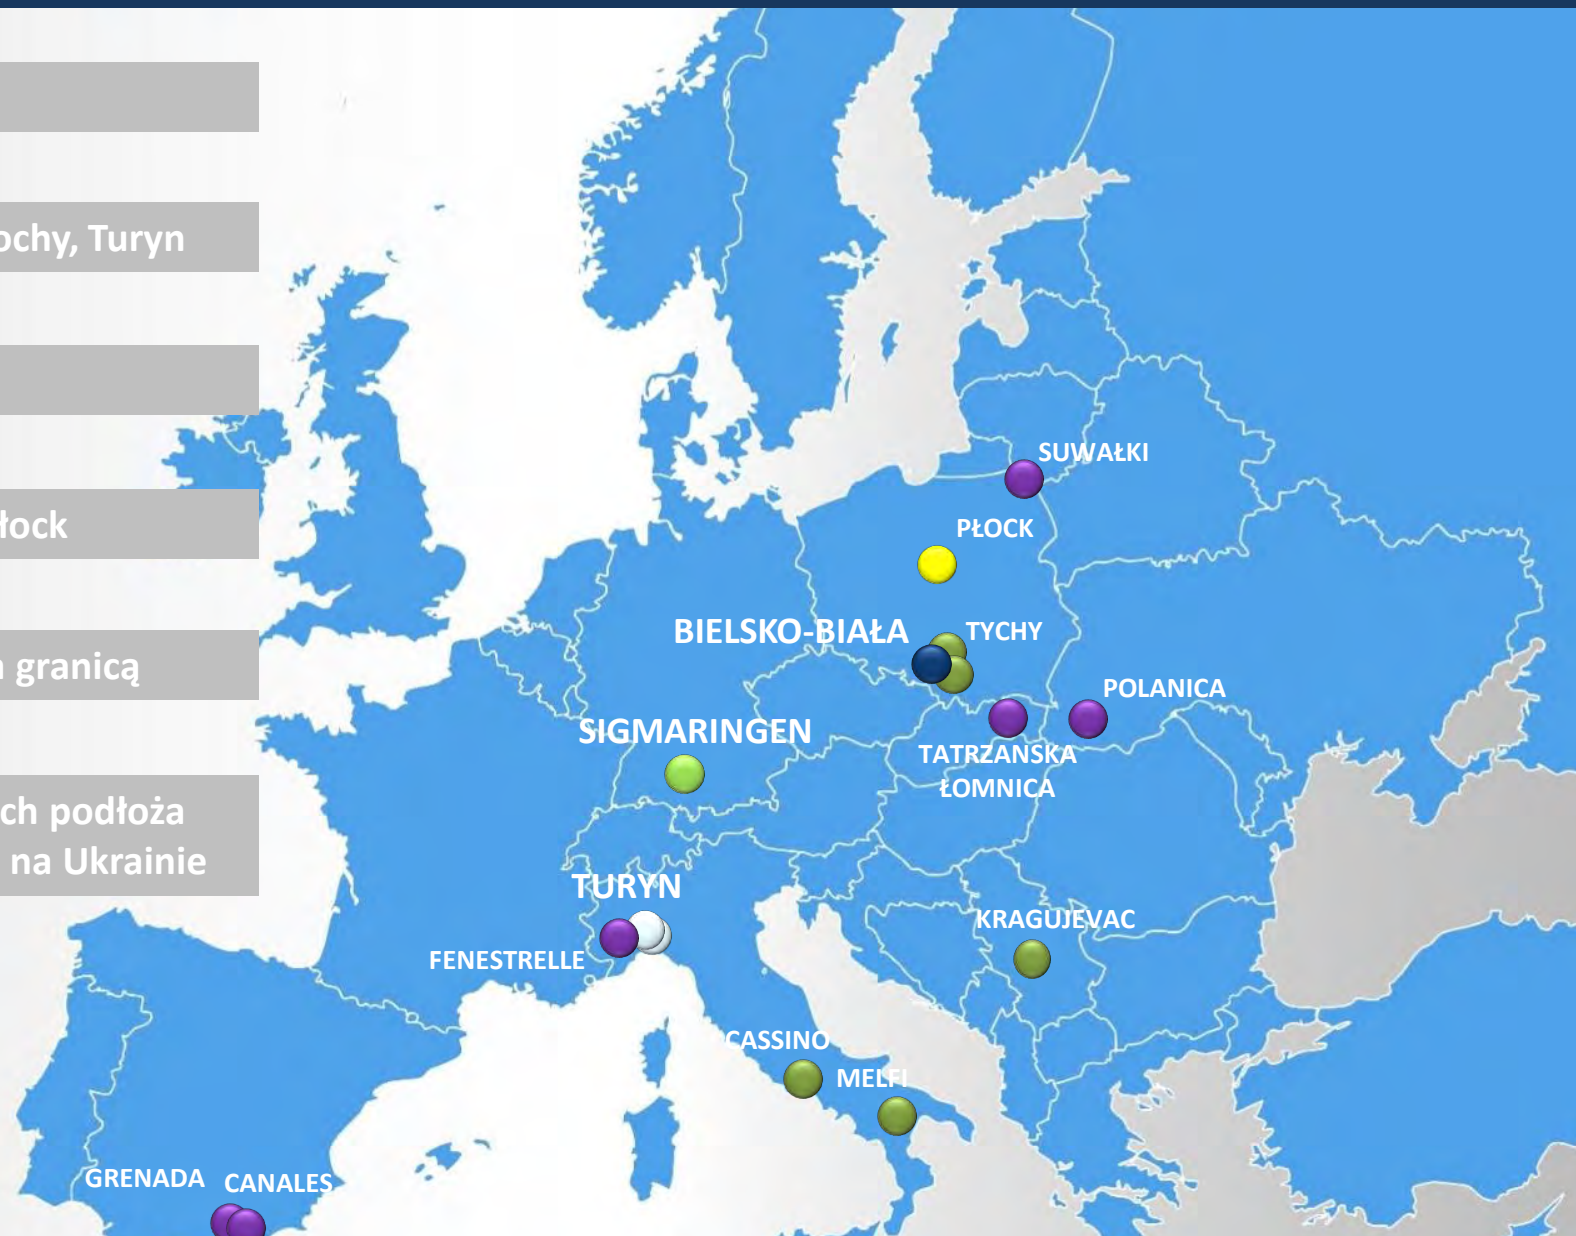 ochy, Turyn
łock
granicą
ch podłoża
na Ukrainie
SUWAŁKI
PŁOCK
BIELSKO-BIAŁA
TYCHY
POLANICA
SIGMARINGEN
TATRZANSKA
ŁOMNICA
TURYN
FENESTRELLE
KRAGUJEVAC
CASSINO
MELFI
GRENADA
CANALES